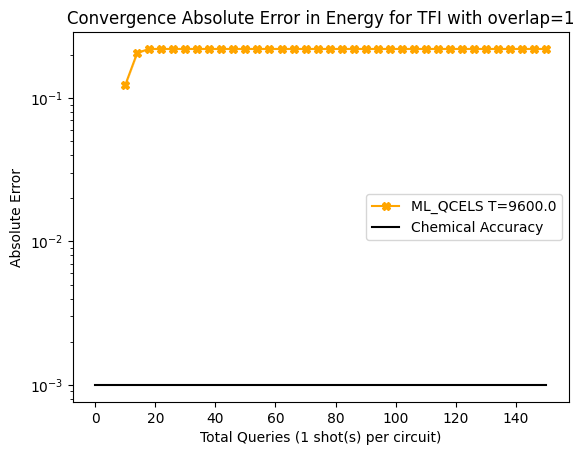 Convergence Absolute Error in Energy for TFI with overlap=1
Absolute Error
10⁻¹
10⁻²
10⁻³
ML_QCELS T=9600.0
Chemical Accuracy
0 20 40 60 80 100 120 140
Total Queries (1 shot(s) per circuit)